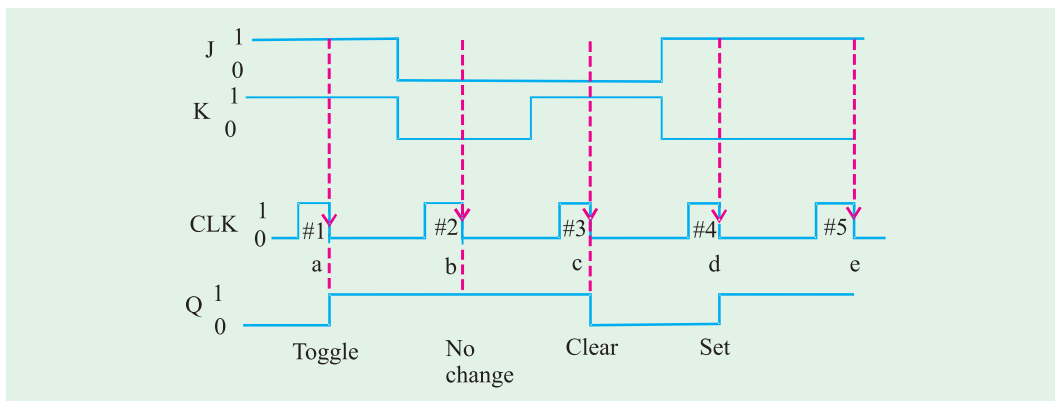 J 1
0
K 1
0
CLK 1
0
#1 #2 #3 #4 #5
a b c d e
Q 1
0
Toggle No change Clear Set